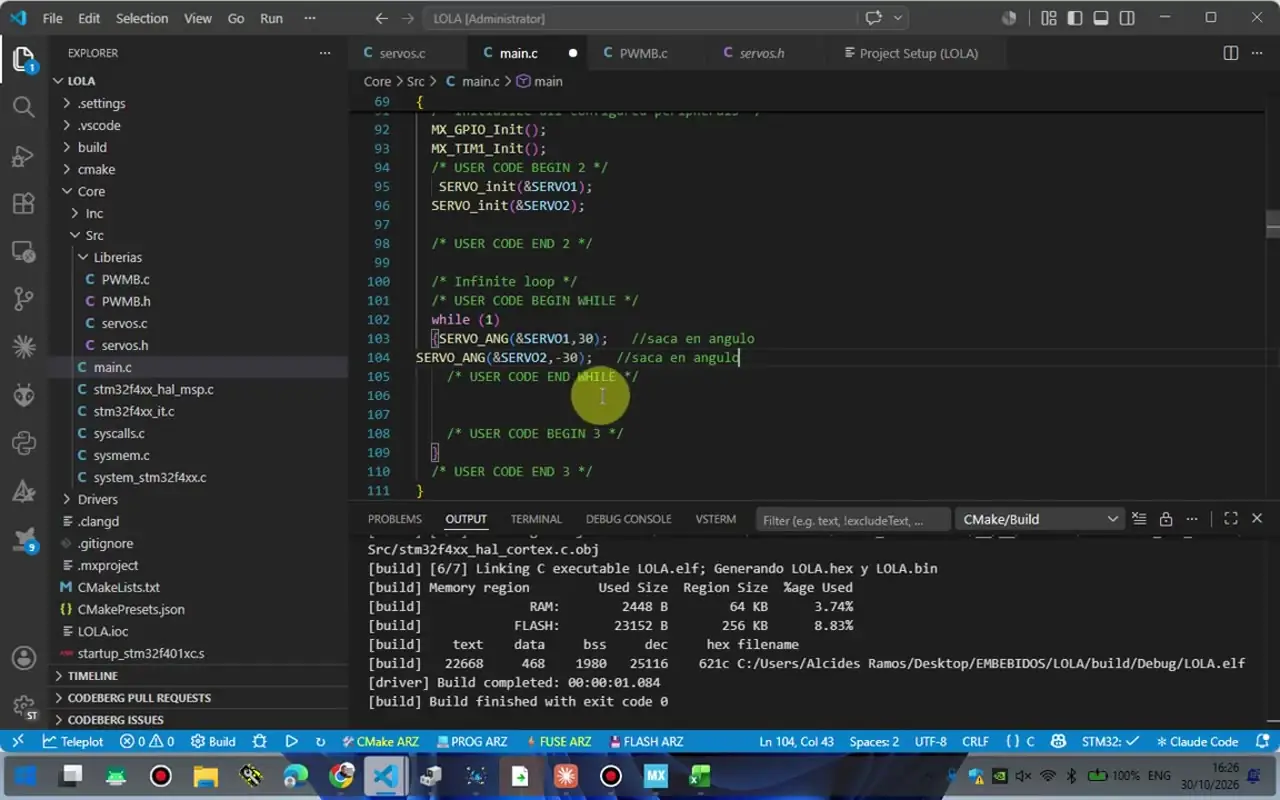 File Edit Selection View Go Run ··· LOLA [Administrator]
EXPLORER
servos.c main.c PWMB.c servos.h Project Setup (LOLA)
Core > Src > C main.c > main
LOLA
.settings
.vscode
build
cmake
Core
Inc
Src
Librerias
C PWMB.c
C PWMB.h
C servos.c
C servos.h
C main.c
C stm32f4xx_hal_msp.c
C stm32f4xx_it.c
C syscalls.c
C sysmem.c
C system_stm32f4xx.c
Drivers
.clangd
.gitignore
.mxproject
M CMakeLists.txt
{} CMakePresets.json
LOLA.ioc
startup_stm32f401xc.s
TIMELINE
CODEBERG PULL REQUESTS
CODEBERG ISSUES
1
9
ST
69 {
92 MX_GPIO_Init();
93 MX_TIM1_Init();
94 /* USER CODE BEGIN 2 */
95 SERVO_init(&SERVO1);
96 SERVO_init(&SERVO2);
97
98 /* USER CODE END 2 */
99
100 /* Infinite loop */
101 /* USER CODE BEGIN WHILE */
102 while (1)
103 {SERVO_ANG(&SERVO1,30); //saca en angulo
104 SERVO_ANG(&SERVO2,-30); //saca en angulo
105 /* USER CODE END WHILE */
106
107
108 /* USER CODE BEGIN 3 */
109 }
110 /* USER CODE END 3 */
111 }
PROBLEMS OUTPUT TERMINAL DEBUG CONSOLE VSTERM Filter (e.g. text, !excludeText, ... CMake/Build
Src/stm32f4xx_hal_cortex.c.obj
[build] [6/7] Linking C executable LOLA.elf; Generando LOLA.hex y LOLA.bin
[build] Memory region Used Size Region Size %age Used
[build] RAM: 2448 B 64 KB 3.74%
[build] FLASH: 23152 B 256 KB 8.83%
[build] text data bss dec hex filename
[build] 22668 468 1980 25116 621c C:/Users/Alcides Ramos/Desktop/EMBEBIDOS/LOLA/build/Debug/LOLA.elf
[driver] Build completed: 00:00:01.084
[build] Build finished with exit code 0
Teleplot 0 0 Build CMake ARZ PROG ARZ FUSE ARZ FLASH ARZ Ln 104, Col 43 Spaces: 2 UTF-8 CRLF {} C STM32: Claude Code
MX 100% ENG 16:26
30/10/2026